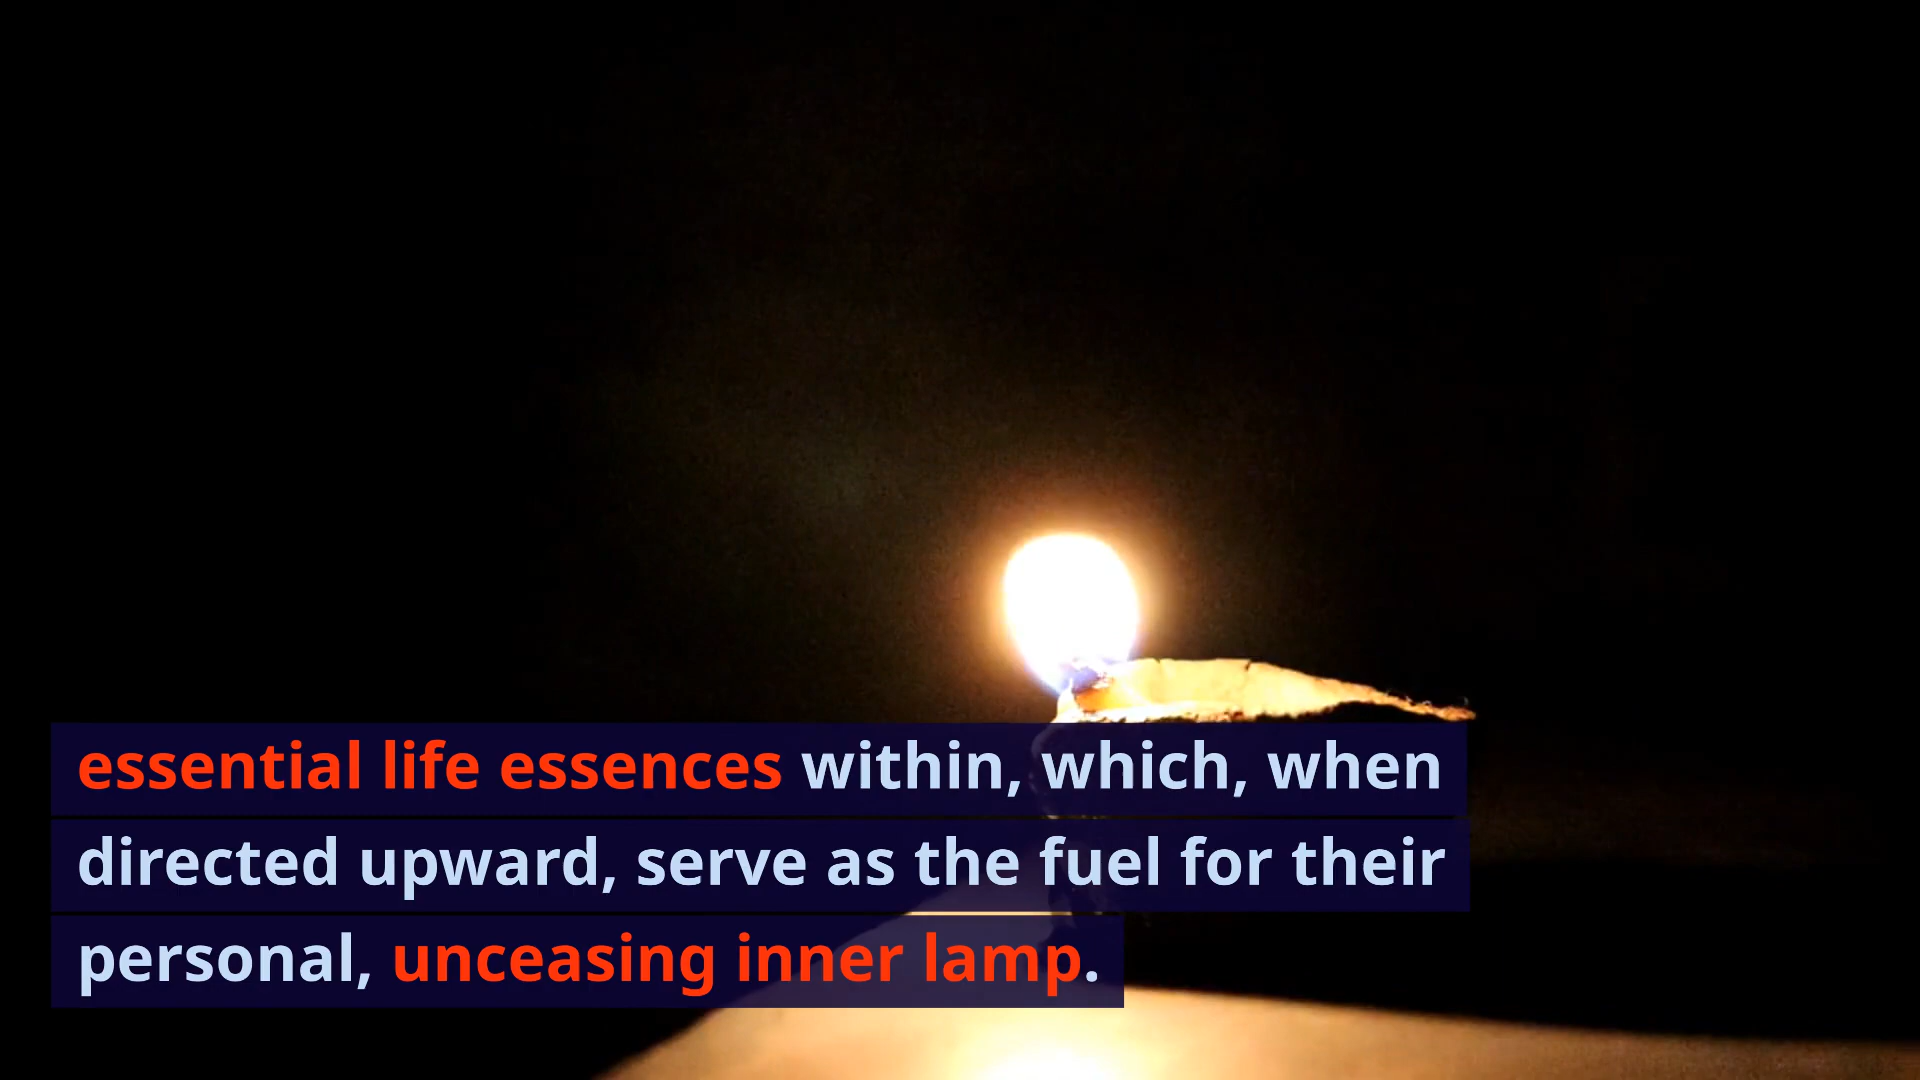 essential life essences within, which, when
directed upward, serve as the fuel for their
personal, unceasing inner lamp.